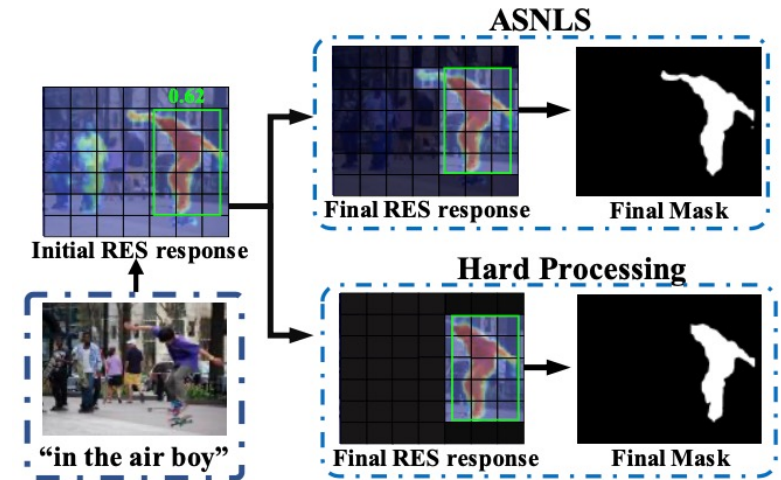 ASNLS
0.62
Initial RES response
Final RES response
Final Mask
Hard Processing
“in the air boy”
Final RES response
Final Mask